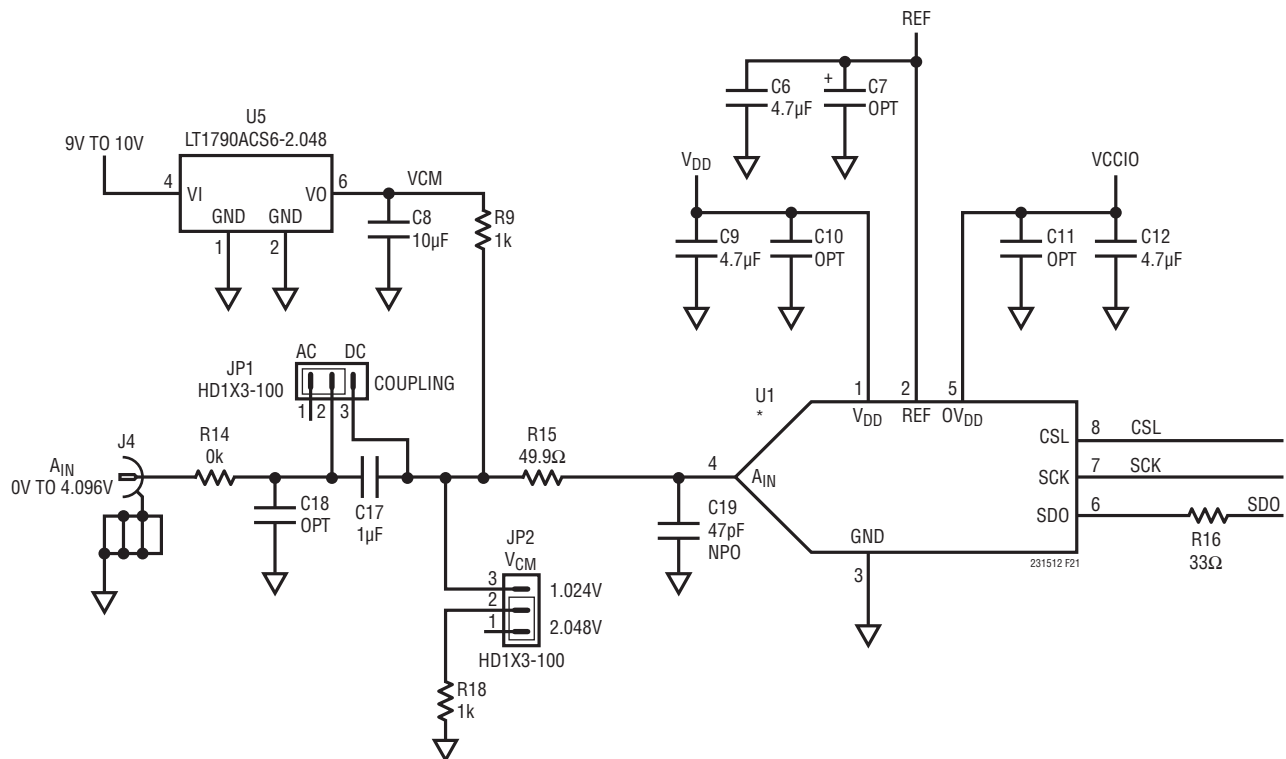 REF
C6
4.7µF
+
C7
OPT
U5
LT1790ACS6-2.048
9V TO 10V
4
VI
VO
6
VCM
GND
GND
1
2
C8
10µF
R9
1k
VDD
C9
4.7µF
C10
OPT
VCCIO
C11
OPT
C12
4.7µF
AC
DC
JP1
HD1X3-100
COUPLING
1
2
3
J4
AIN
0V TO 4.096V
R14
0k
C18
OPT
C17
1µF
R15
49.9Ω
C19
47pF
NPO
JP2
VCM
3
1.024V
2
1
2.048V
HD1X3-100
R18
1k
U1
*
1
2
5
VDD
REF
OVDD
4
AIN
CSL
8
CSL
SCK
7
SCK
SDO
6
SDO
R16
33Ω
GND
3
231512 F21